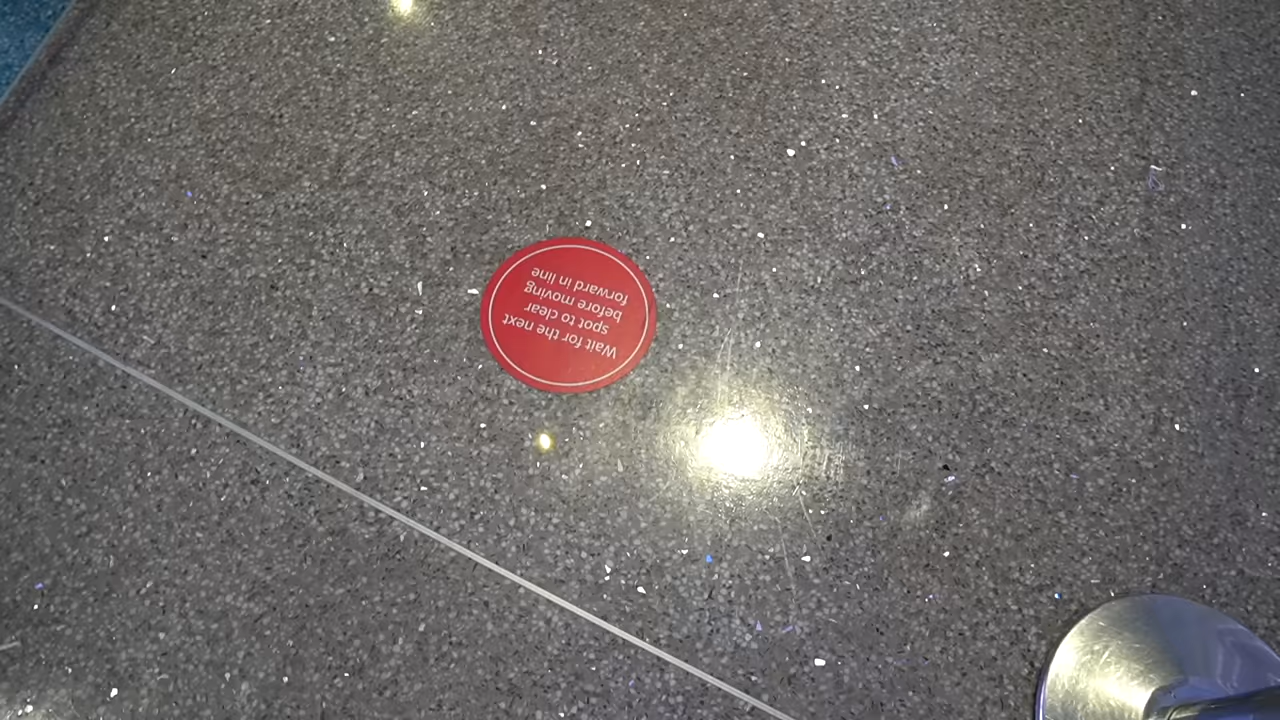 Wait for the next
spot to clear
before moving
forward in line